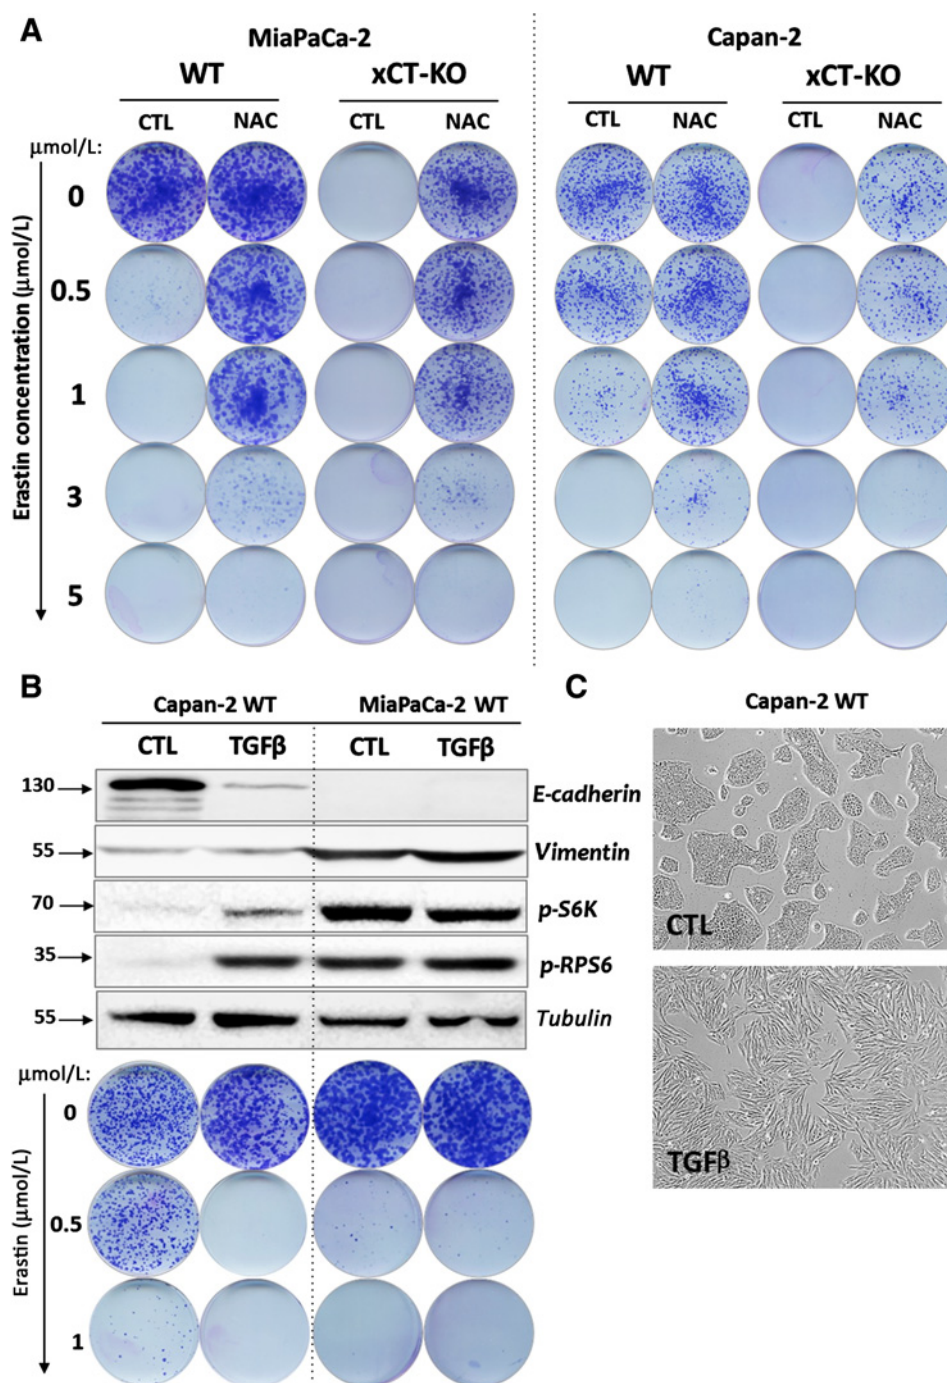 A
MiaPaCa-2
Capan-2
WT
xCT-KO
WT
xCT-KO
CTL
NAC
CTL
NAC
CTL
NAC
CTL
NAC
μmol/L:
0
0.5
1
3
5
Erastin concentration (μmol/L)
B
Capan-2 WT
MiaPaCa-2 WT
CTL
TGFβ
CTL
TGFβ
130
E-cadherin
55
Vimentin
70
p-S6K
35
p-RPS6
55
Tubulin
μmol/L:
0
0.5
1
Erastin (μmol/L)
C
Capan-2 WT
CTL
TGFβ